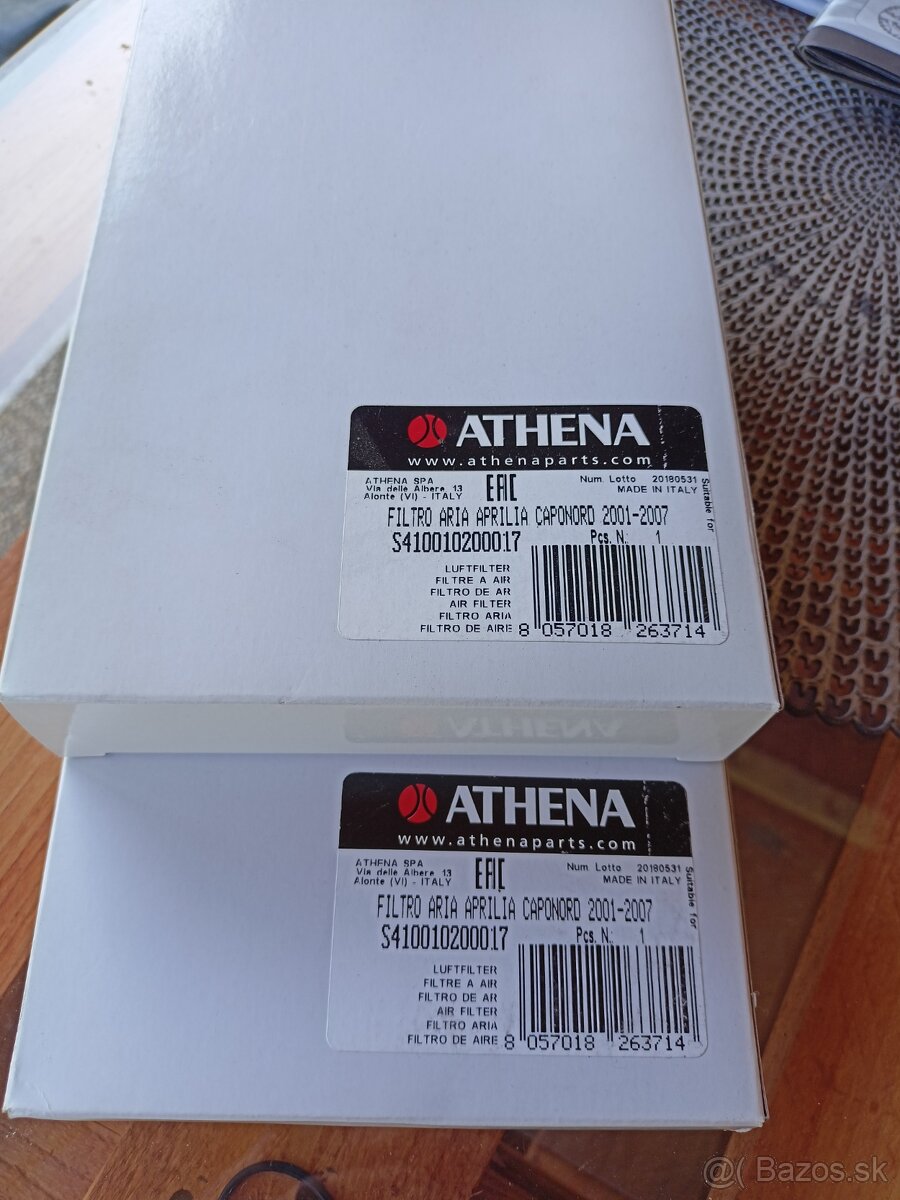 ATHENA
www.athenaparts.com
ATHENA SPA
Via delle Albere, 13
Alonte (VI) - ITALY
EAC
Num. Lotto 20180531
MADE IN ITALY
Suitable for
FILTRO ARIA APRILIA CAPONORD 2001-2007
S410010200017
Pcs. N.: 1
LUFTFILTER
FILTRE A AIR
FILTRO DE AR
AIR FILTER
FILTRO ARIA
FILTRO DE AIRE
8 057018 263714
ATHENA
ATHENA
www.athenaparts.com
ATHENA SPA
Via delle Albere, 13
Alonte (VI) - ITALY
EAC
Num. Lotto 20180531
MADE IN ITALY
Suitable for
FILTRO ARIA APRILIA CAPONORD 2001-2007
S410010200017
Pcs. N.: 1
LUFTFILTER
FILTRE A AIR
FILTRO DE AR
AIR FILTER
FILTRO ARIA
FILTRO DE AIRE
8 057018 263714
@( Bazos.sk